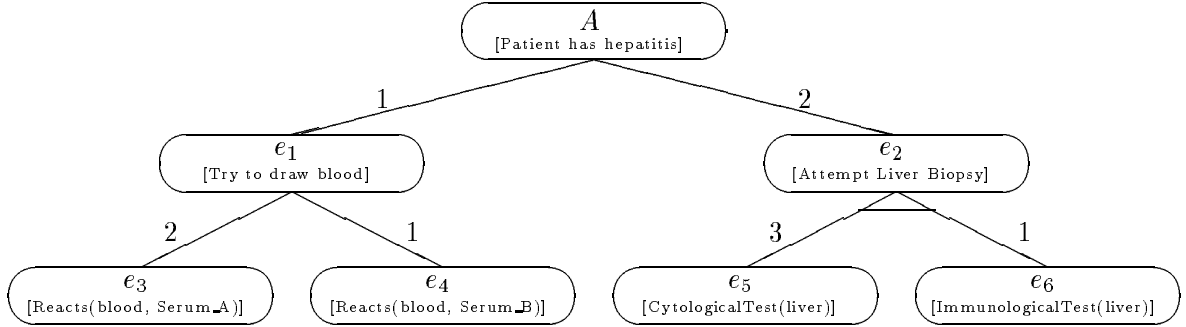 A
[Patient has hepatitis]
1 2
e₁ e₂
[Try to draw blood] [Attempt Liver Biopsy]
2 1 3 1
e₃ e₄ e₅ e₆
[Reacts(blood, Serum_A)] [Reacts(blood, Serum_B)] [CytologicalTest(liver)] [ImmunologicalTest(liver)]